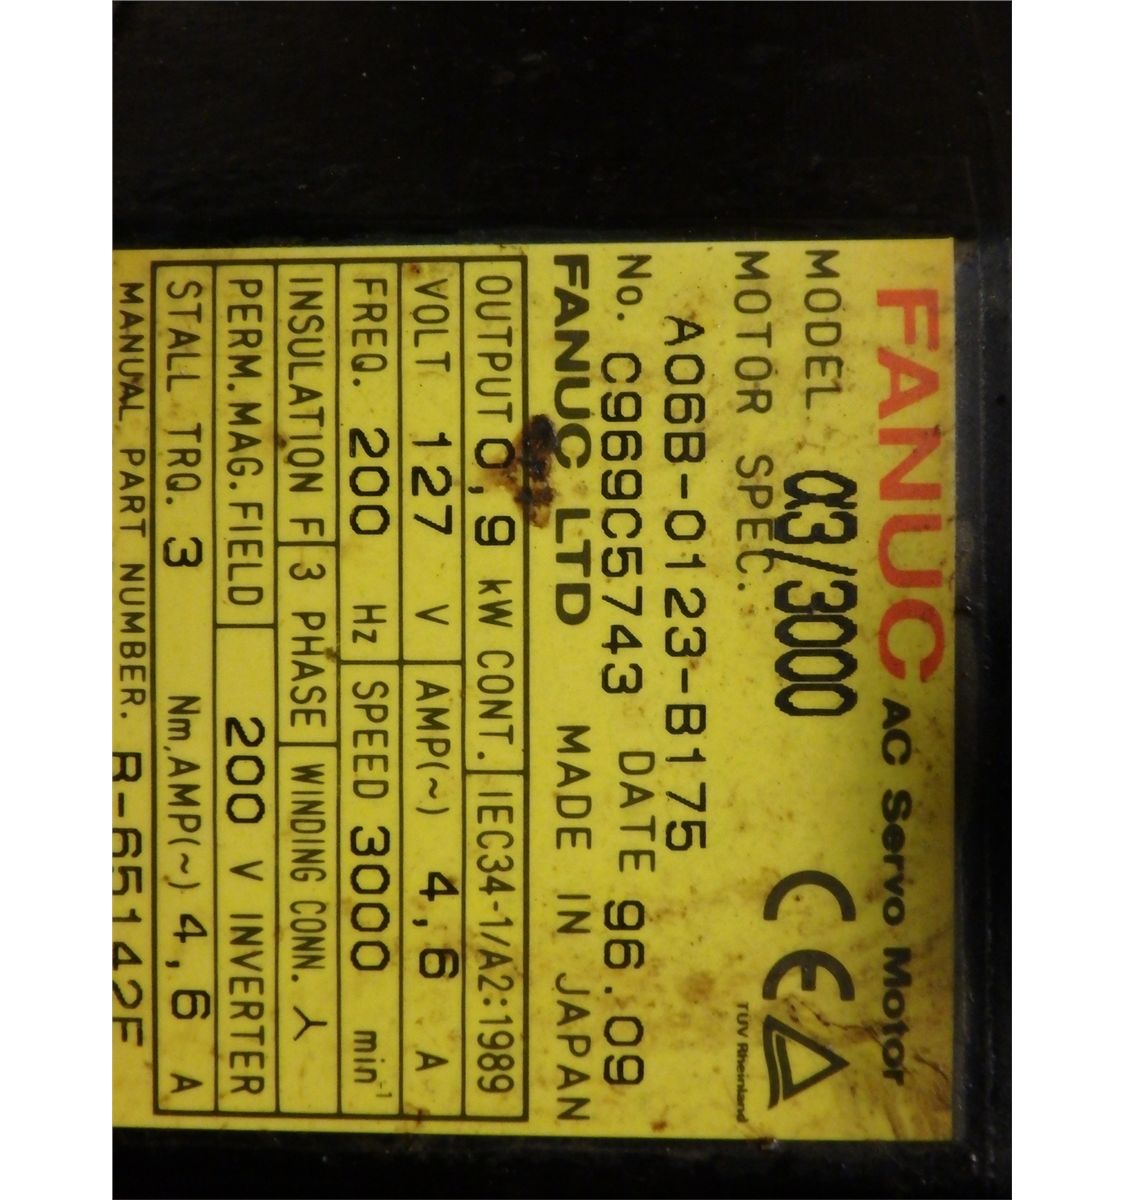 FANUC AC Servo Motor
MODEL α3/3000
MOTOR SPEC.
A06B-0123-B175
No. C969C5743 DATE 96.09
FANUC LTD MADE IN JAPAN
OUTPUT 0,9 kW CONT. IEC34-1/A2:1989
VOLT 127 V AMP(~) 4,6 A
FREQ. 200 Hz SPEED 3000 min-1
INSULATION F 3 PHASE WINDING CONN. 人
PERM.MAG.FIELD 200 V INVERTER
STALL TRQ. 3 Nm,AMP(~) 4,6 A
MANUAL PART NUMBER. R-65142E
CE
TÜV Rheinland